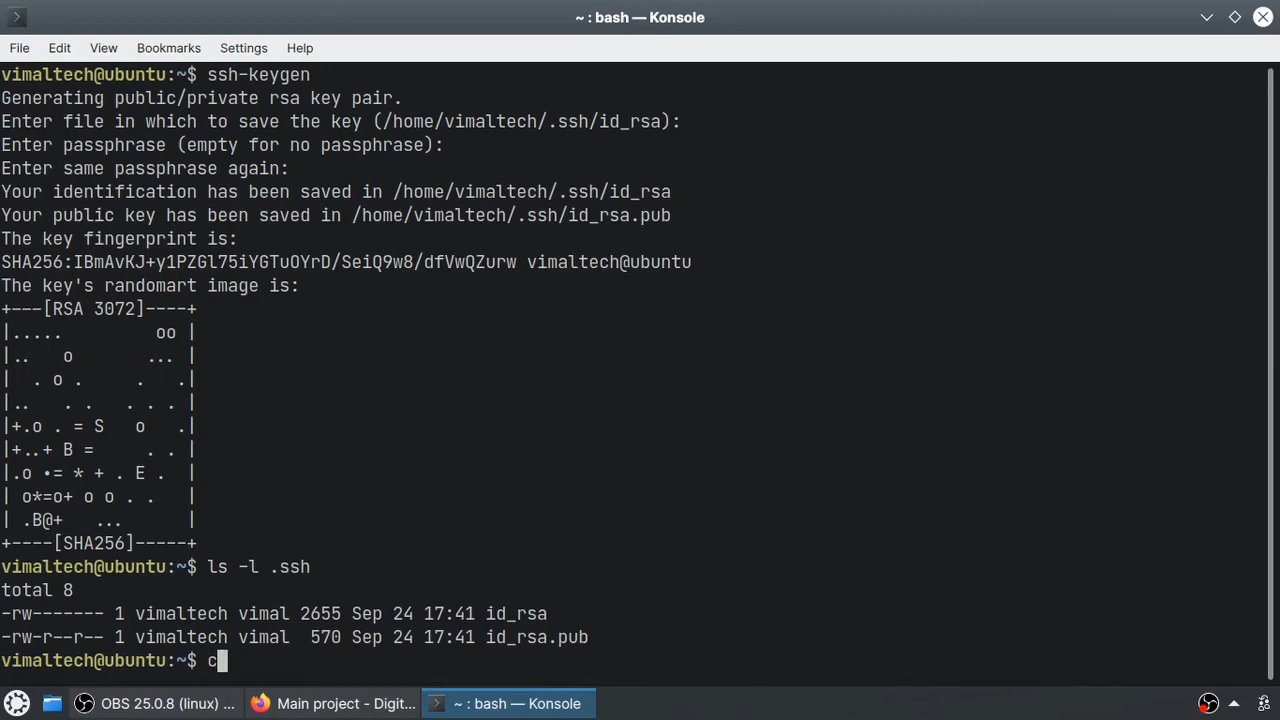 ~ : bash — Konsole
File Edit View Bookmarks Settings Help
vimaltech@ubuntu:~$ ssh-keygen
Generating public/private rsa key pair.
Enter file in which to save the key (/home/vimaltech/.ssh/id_rsa):
Enter passphrase (empty for no passphrase):
Enter same passphrase again:
Your identification has been saved in /home/vimaltech/.ssh/id_rsa
Your public key has been saved in /home/vimaltech/.ssh/id_rsa.pub
The key fingerprint is:
SHA256:IBmAvKJ+y1PZGl75iYGTuOYrD/SeiQ9w8/dfVwQZurw vimaltech@ubuntu
The key's randomart image is:
+---[RSA 3072]----+
|.....         oo |
|..   o       ... |
|  . o .     .   .|
|..   . .   . . . |
|+.o . = S   o   .|
|+..+ B =     . . |
|.o += * + . E .  |
| o*=o+ o o . .   |
| .B@+   ...      |
+----[SHA256]-----+
vimaltech@ubuntu:~$ ls -l .ssh
total 8
-rw------- 1 vimaltech vimal 2655 Sep 24 17:41 id_rsa
-rw-r--r-- 1 vimaltech vimal  570 Sep 24 17:41 id_rsa.pub
vimaltech@ubuntu:~$ c
OBS 25.0.8 (linux) ... Main project - Digit... ~ : bash — Konsole